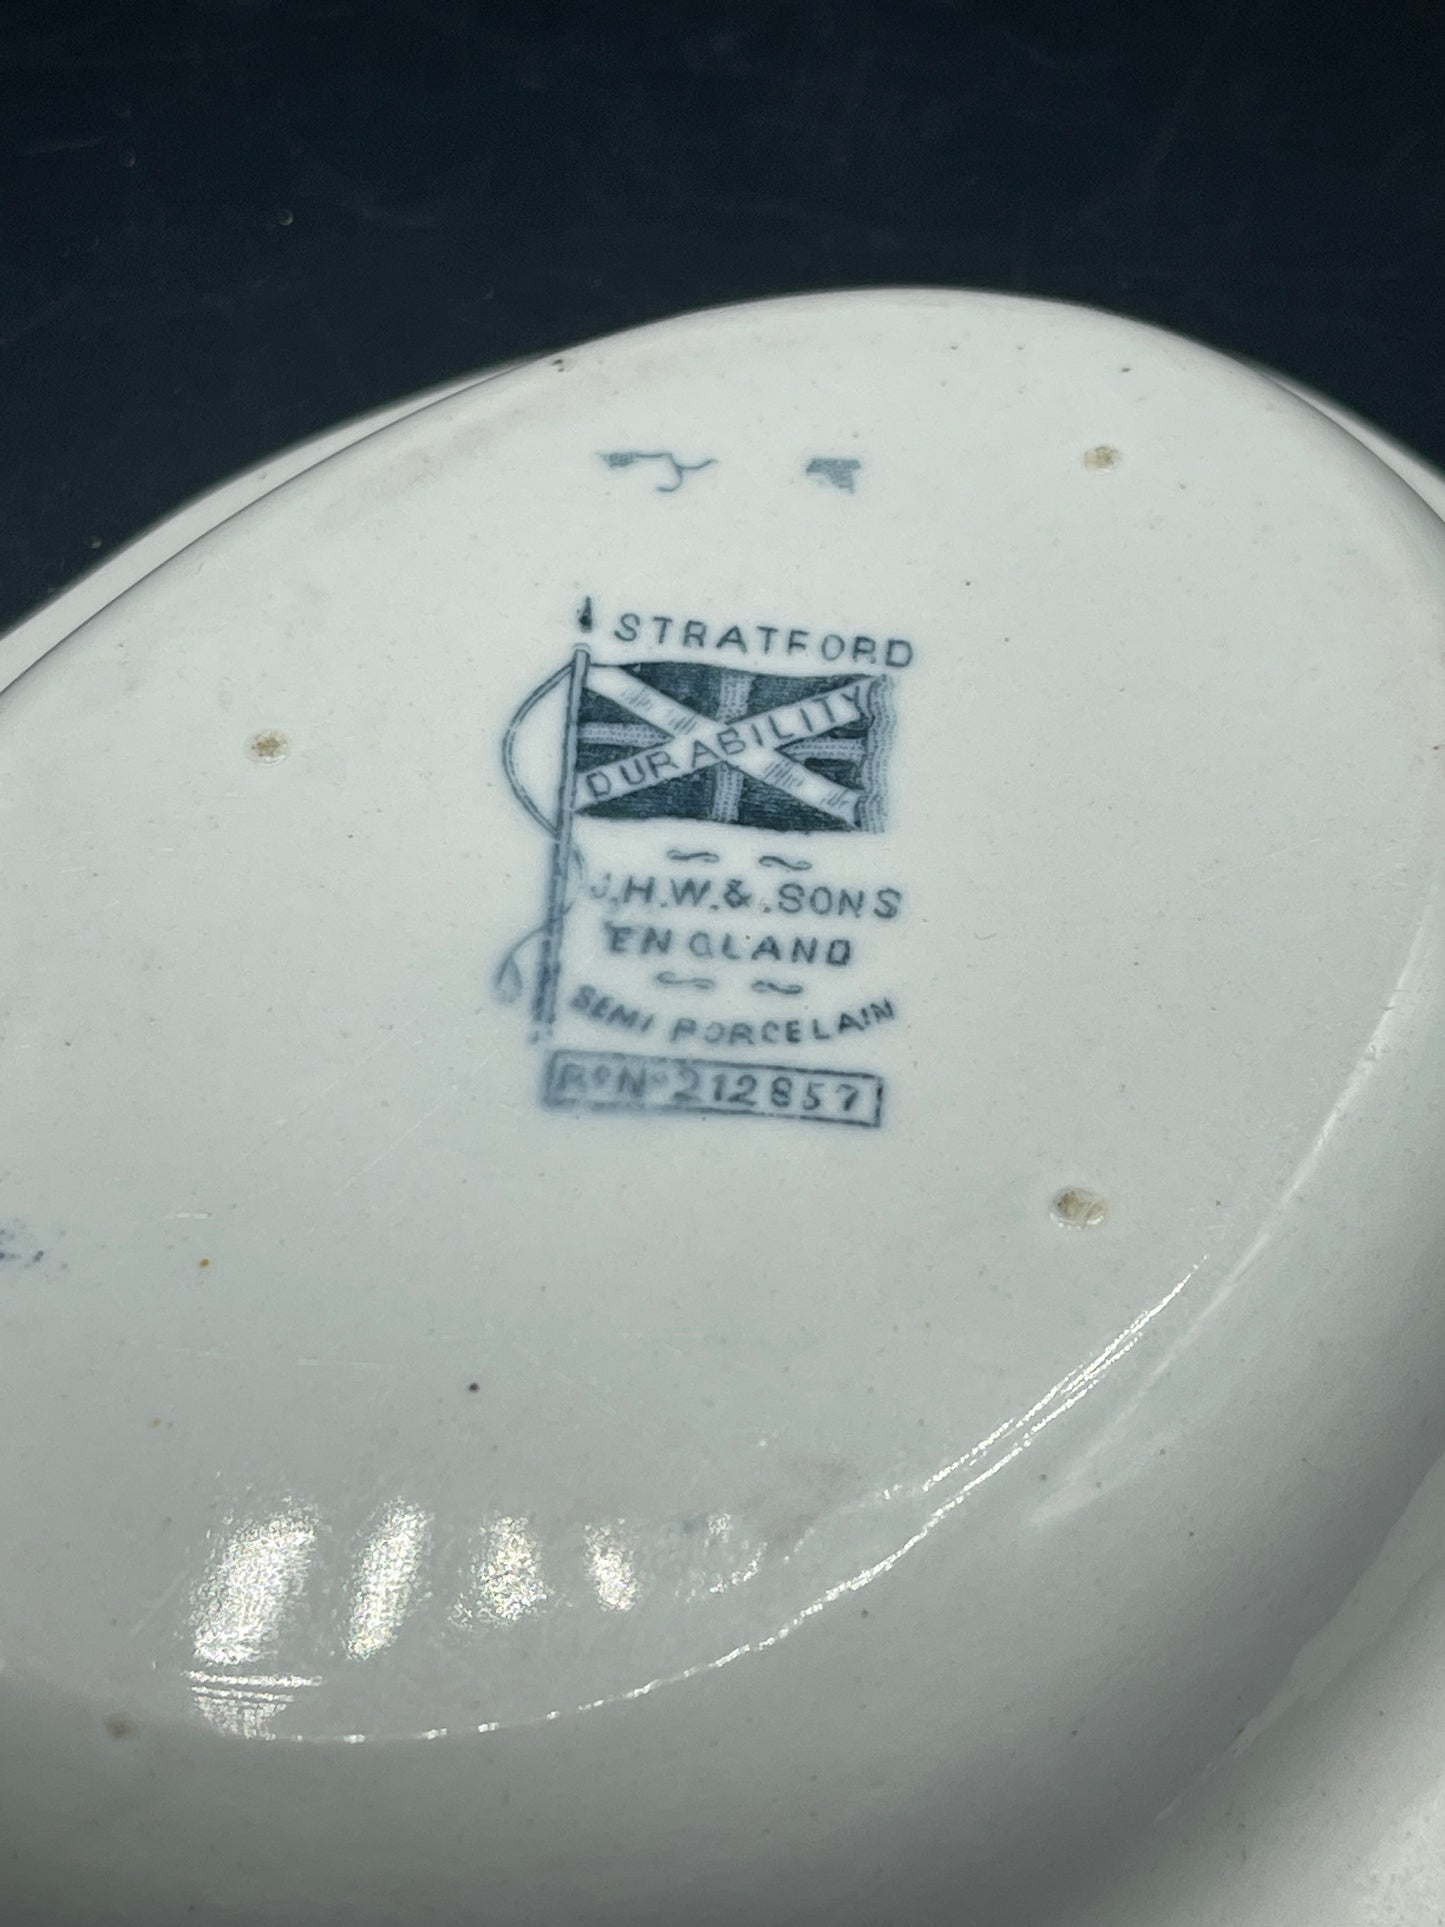 STRATFORD
DURABILITY
J.H.W.& SONS
ENGLAND
SEMI PORCELAIN
Rᴰ Nº 212857